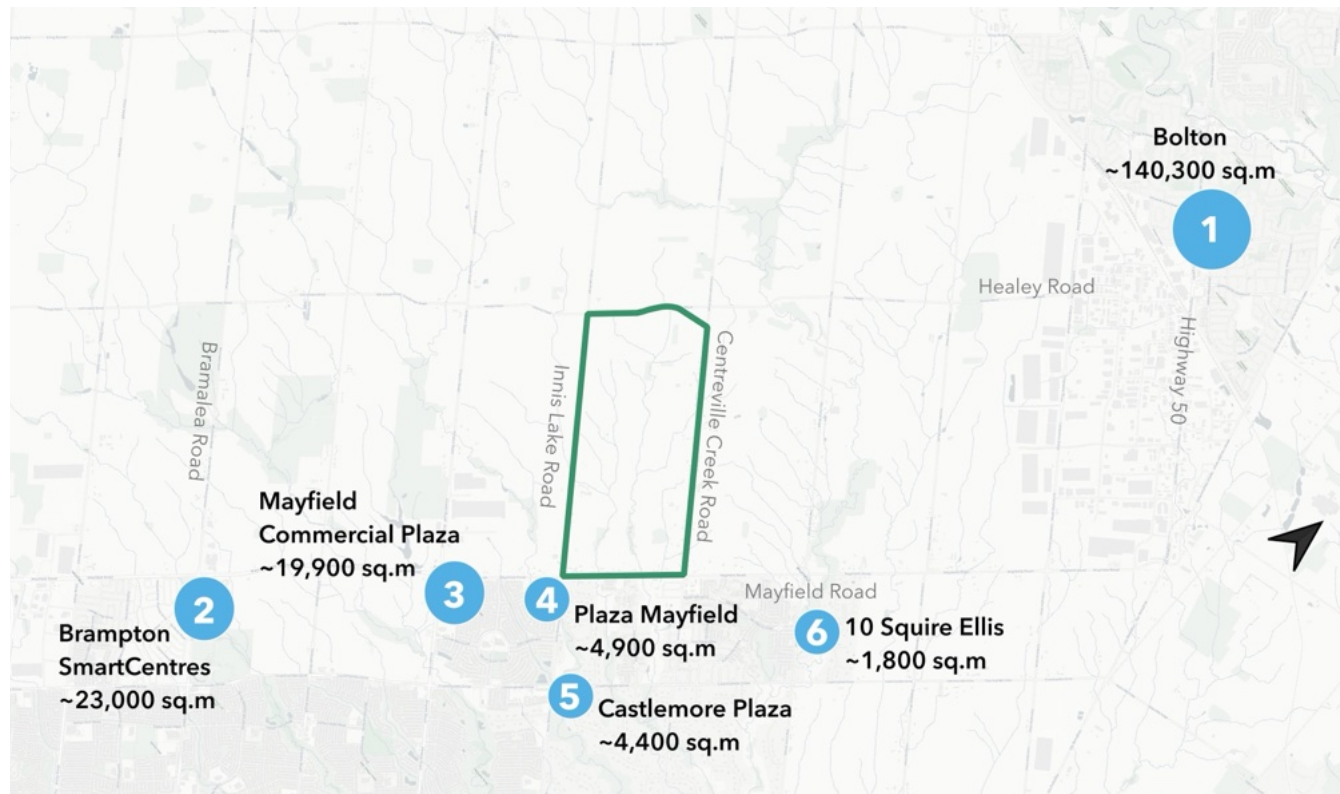 Bolton
~140,300 sq.m
1
Healey Road
Highway 50
Bramalea Road
Innis Lake Road
Centreville Creek Road
Mayfield
Commercial Plaza
~19,900 sq.m
3
2
Brampton
SmartCentres
~23,000 sq.m
4
Plaza Mayfield
~4,900 sq.m
Mayfield Road
6
10 Squire Ellis
~1,800 sq.m
5
Castlemore Plaza
~4,400 sq.m